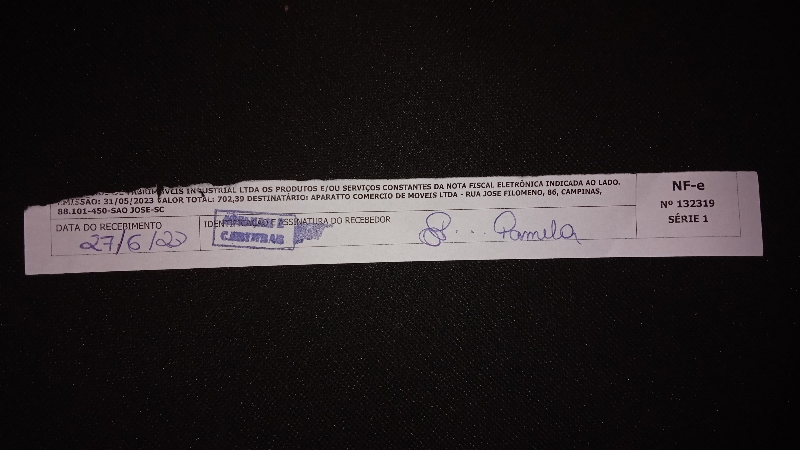 INDUSTRIAL LTDA OS PRODUTOS E/OU SERVIÇOS CONSTANTES DA NOTA FISCAL ELETRÔNICA INDICADA AO LADO.
EMISSÃO: 31/05/2023 VALOR TOTAL: 702,39 DESTINATÁRIO: APARATTO COMERCIO DE MOVEIS LTDA - RUA JOSE FILOMENO, 86, CAMPINAS,
88.101-450-SAO JOSE-SC
DATA DO RECEBIMENTO
27/6/
IDENTIFICAÇÃO E ASSINATURA DO RECEBEDOR
Pamela
NF-e
Nº 132319
SÉRIE 1